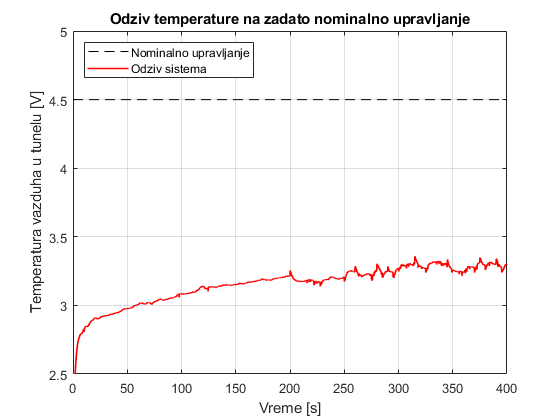 Odziv temperature na zadato nominalno upravljanje
Nominalno upravljanje
Odziv sistema
Temperatura vazduha u tunelu [V]
5
4.5
4
3.5
3
2.5
0 50 100 150 200 250 300 350 400
Vreme [s]